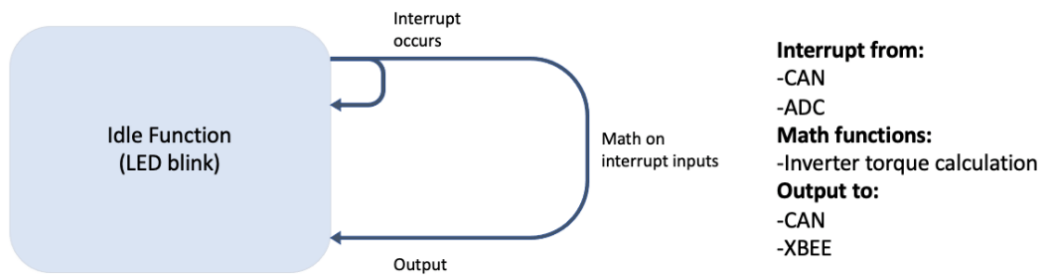 Interrupt
occurs
Idle Function
(LED blink)
Math on
interrupt inputs
Output
Interrupt from:
-CAN
-ADC
Math functions:
-Inverter torque calculation
Output to:
-CAN
-XBEE